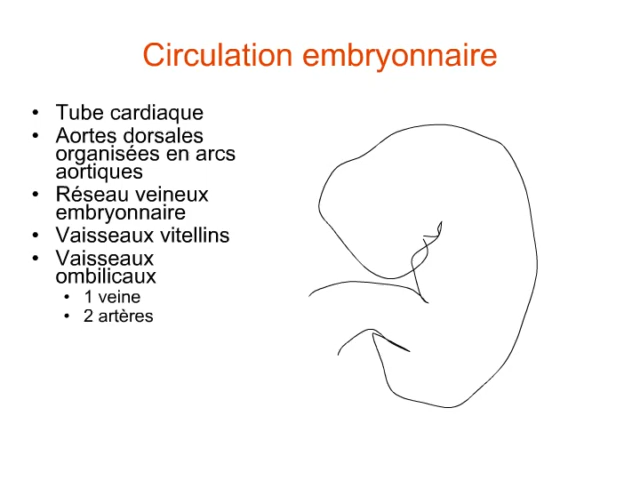 Circulation embryonnaire
• Tube cardiaque
• Aortes dorsales
organisées en arcs
aortiques
• Réseau veineux
embryonnaire
• Vaisseaux vitellins
• Vaisseaux
ombilicaux
• 1 veine
• 2 artères